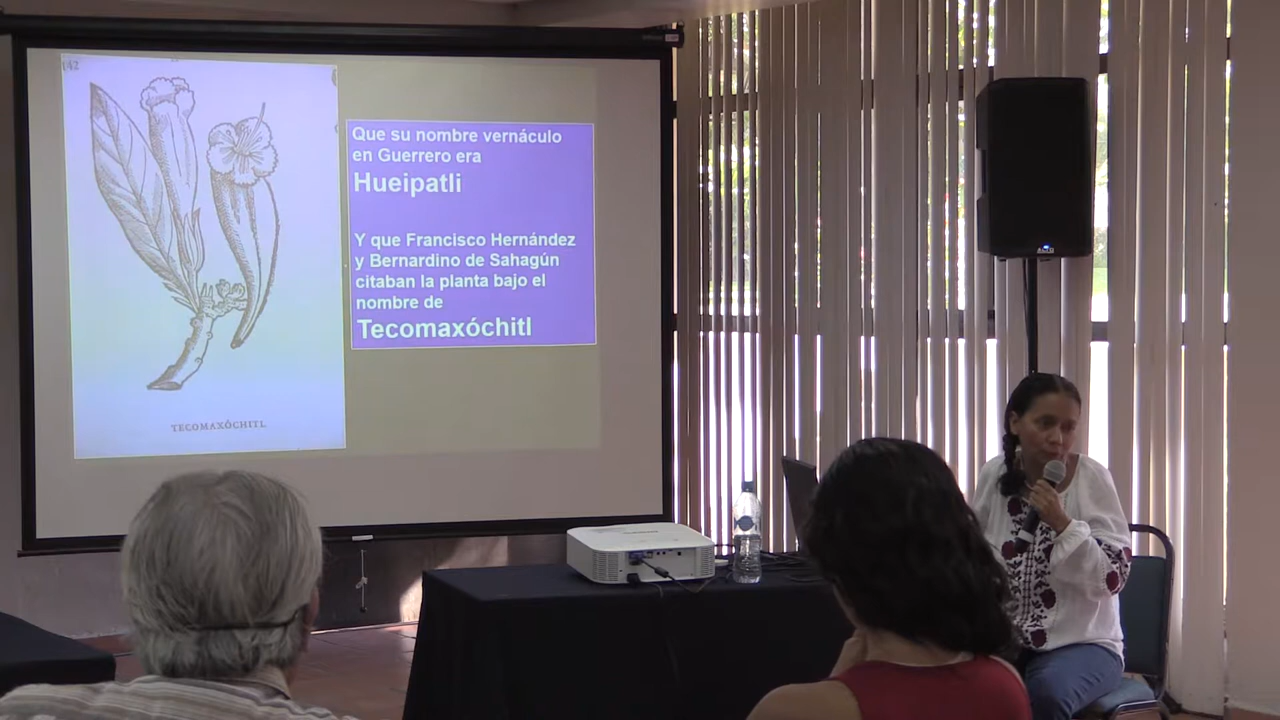 142
Que su nombre vernáculo
en Guerrero era
Hueipatli
Y que Francisco Hernández
y Bernardino de Sahagún
citaban la planta bajo el
nombre de
Tecomaxóchitl
TECOMAXÓCHITL